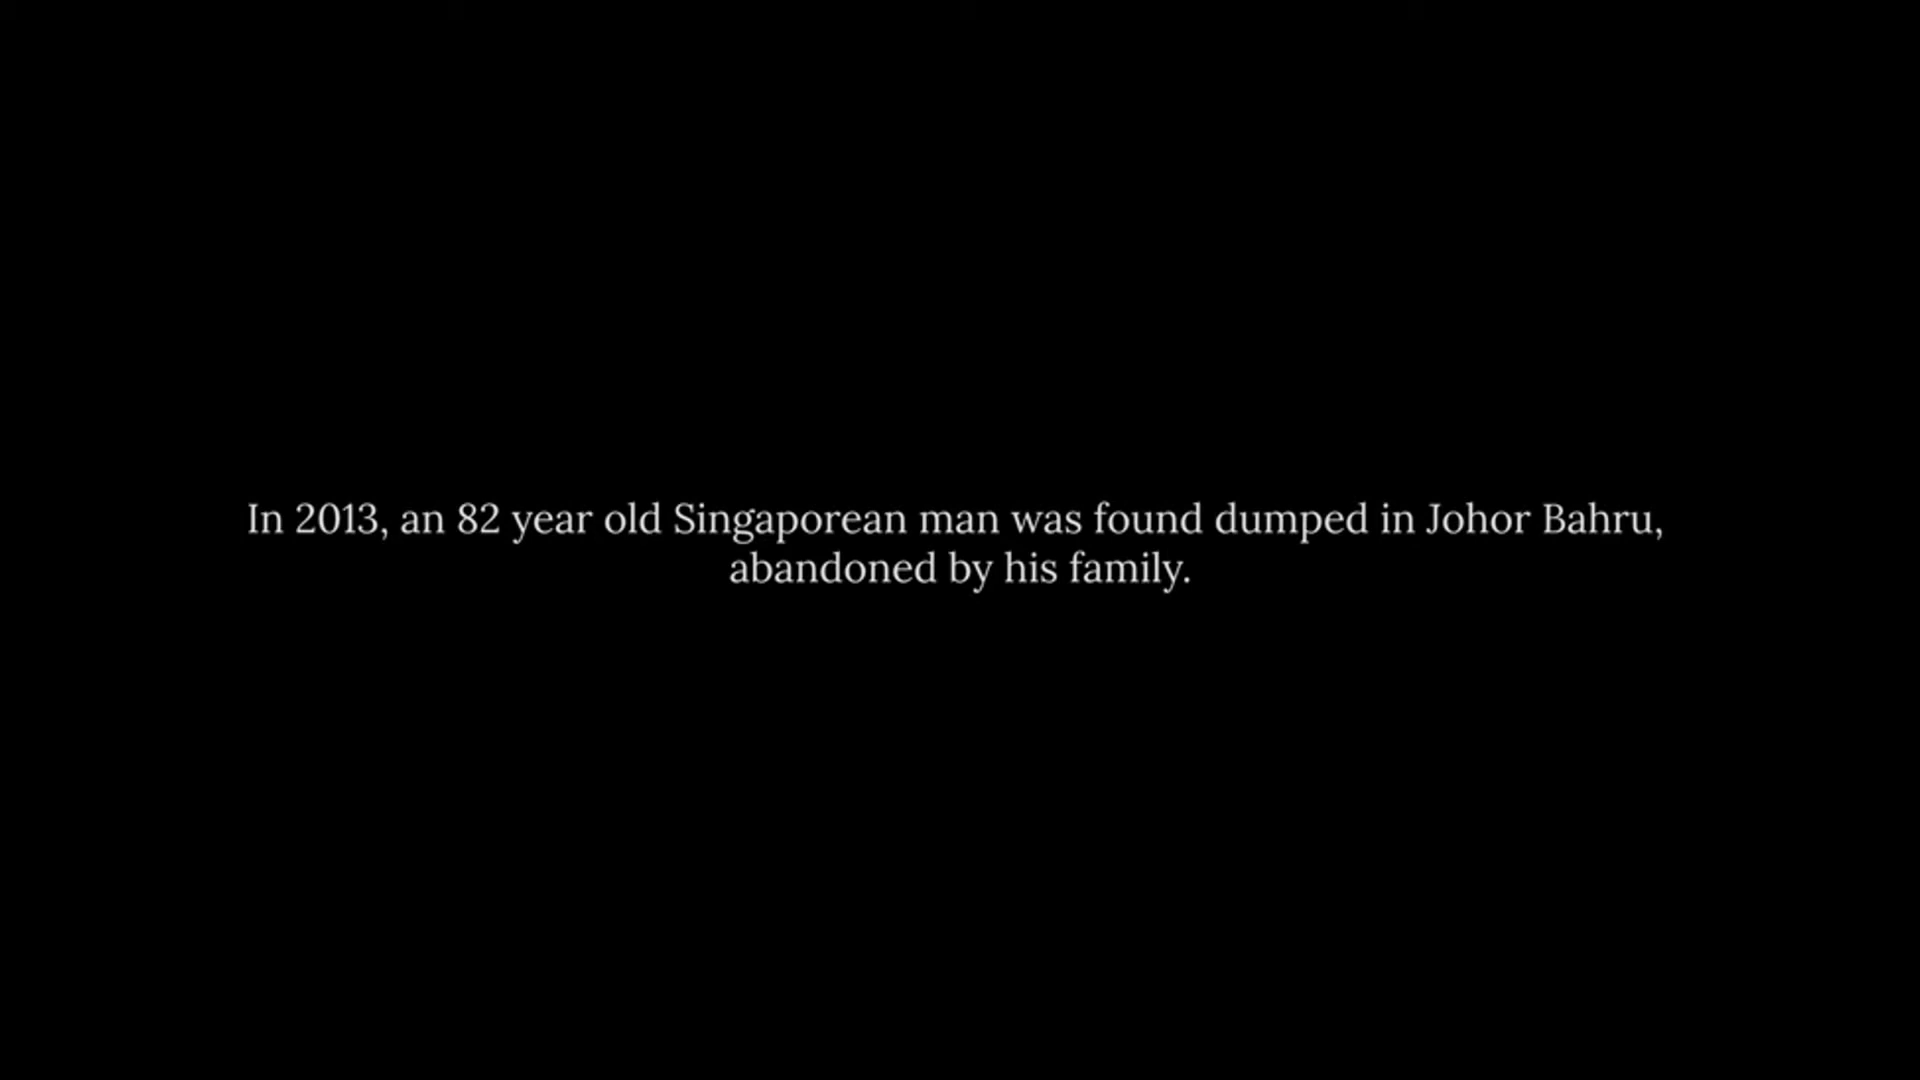 In 2013, an 82 year old Singaporean man was found dumped in Johor Bahru,
abandoned by his family.